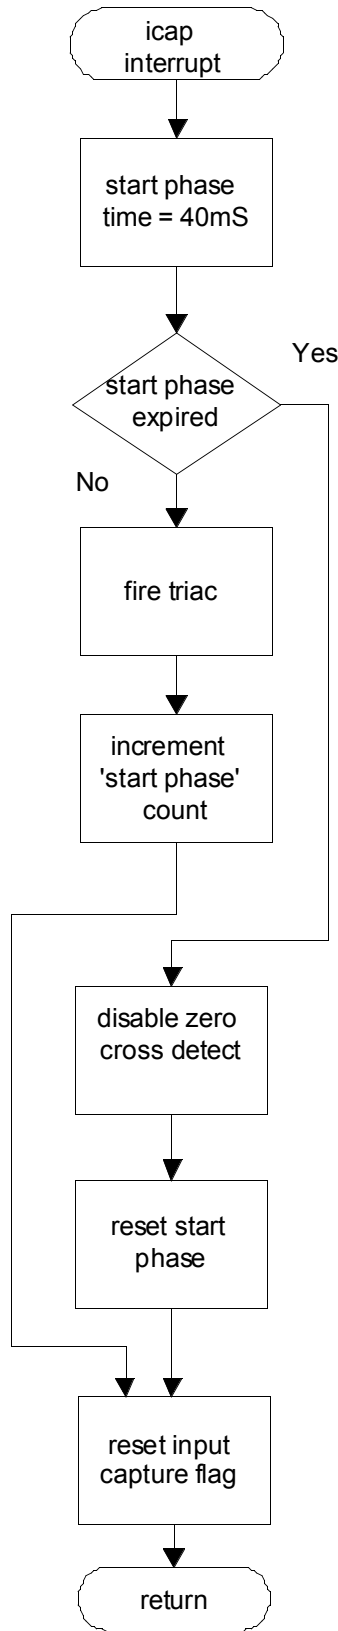 icap
interrupt
start phase
time = 40mS
Yes
start phase
expired
No
fire triac
increment
'start phase'
count
disable zero
cross detect
reset start
phase
reset input
capture flag
return